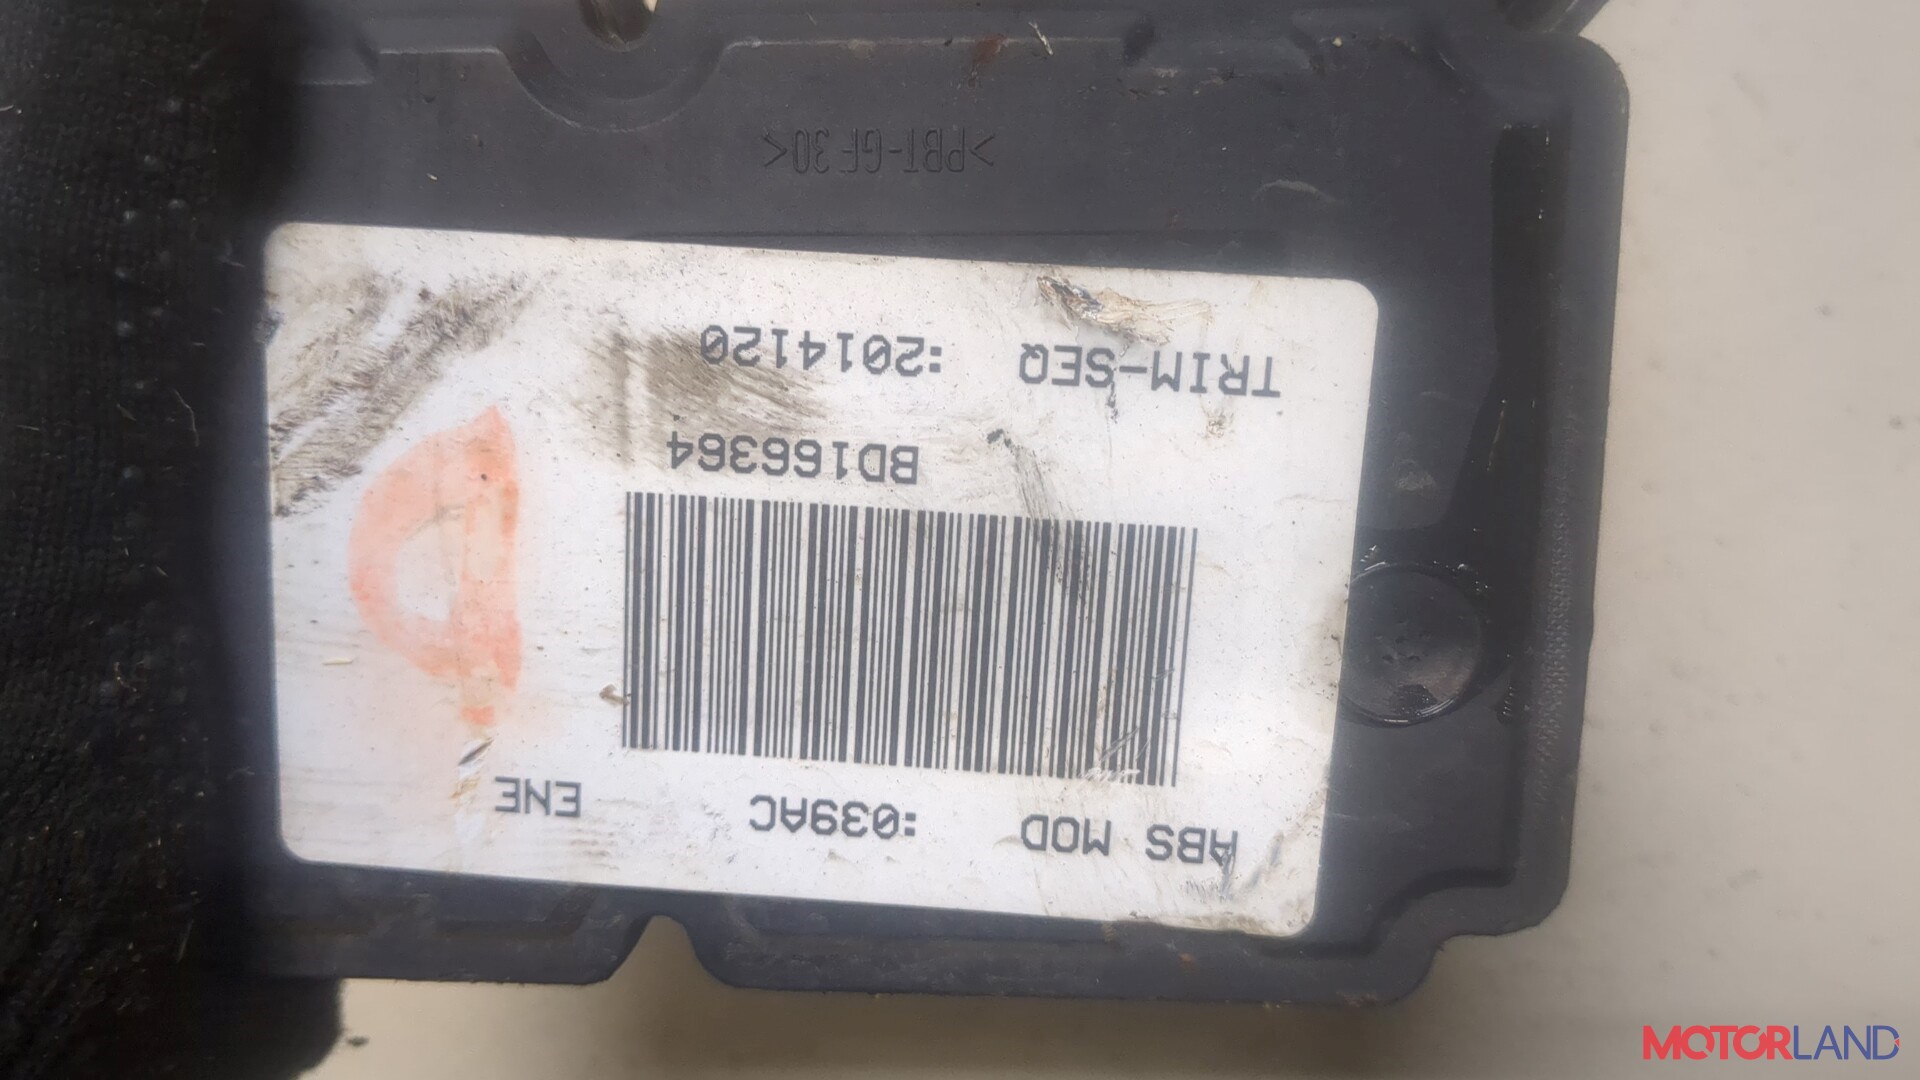 ABS MOD :039AC ENE
BD166364
TRIM-SEQ :2014120
>PBT-GF30<
MOTORLAND